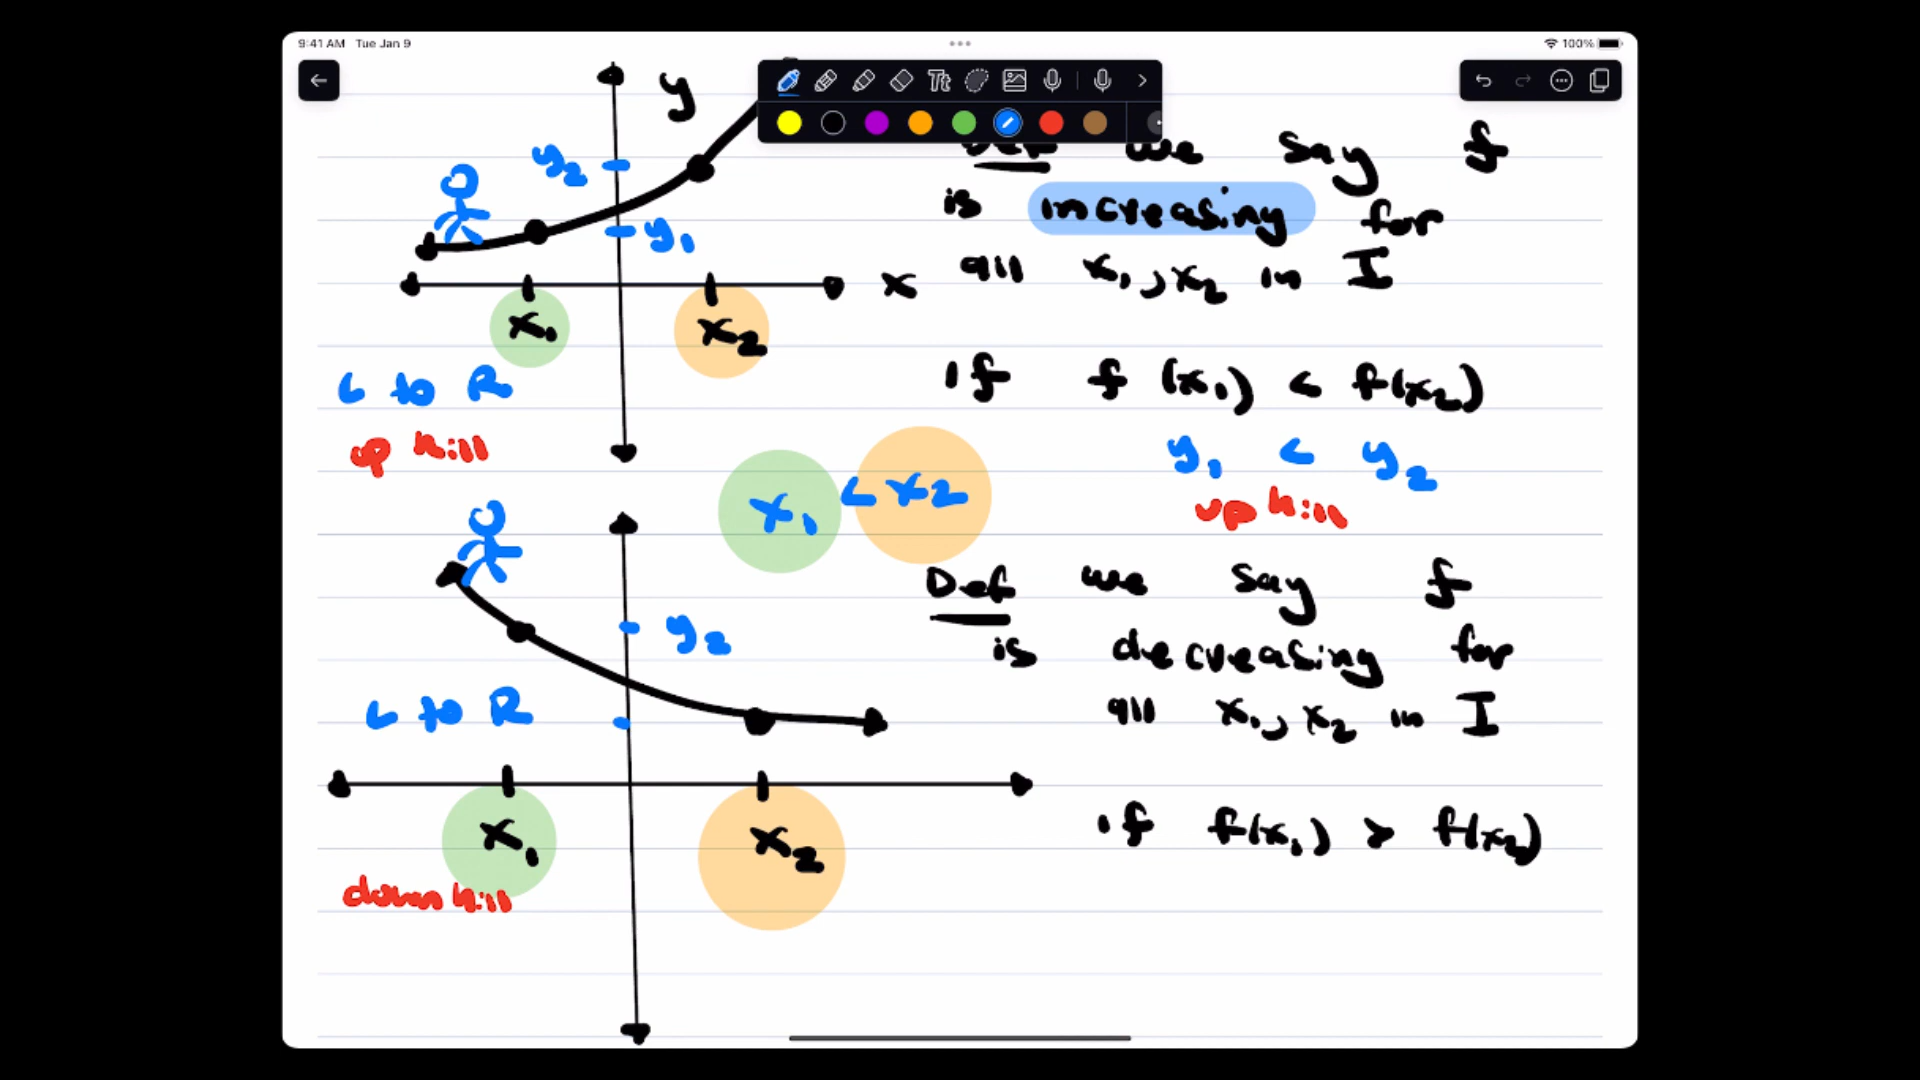 9:41 AM Tue Jan 9
100%
y
Tt
y2
y1
x
x1
x2
L to R
up hill
Def we say f
is increasing for
all x1, x2 in I
if f(x1) < f(x2)
y1 < y2
up hill
x1 < x2
y2
L to R
x1
x2
down hill
Def we say f
is decreasing for
all x1, x2 in I
if f(x1) > f(x2)